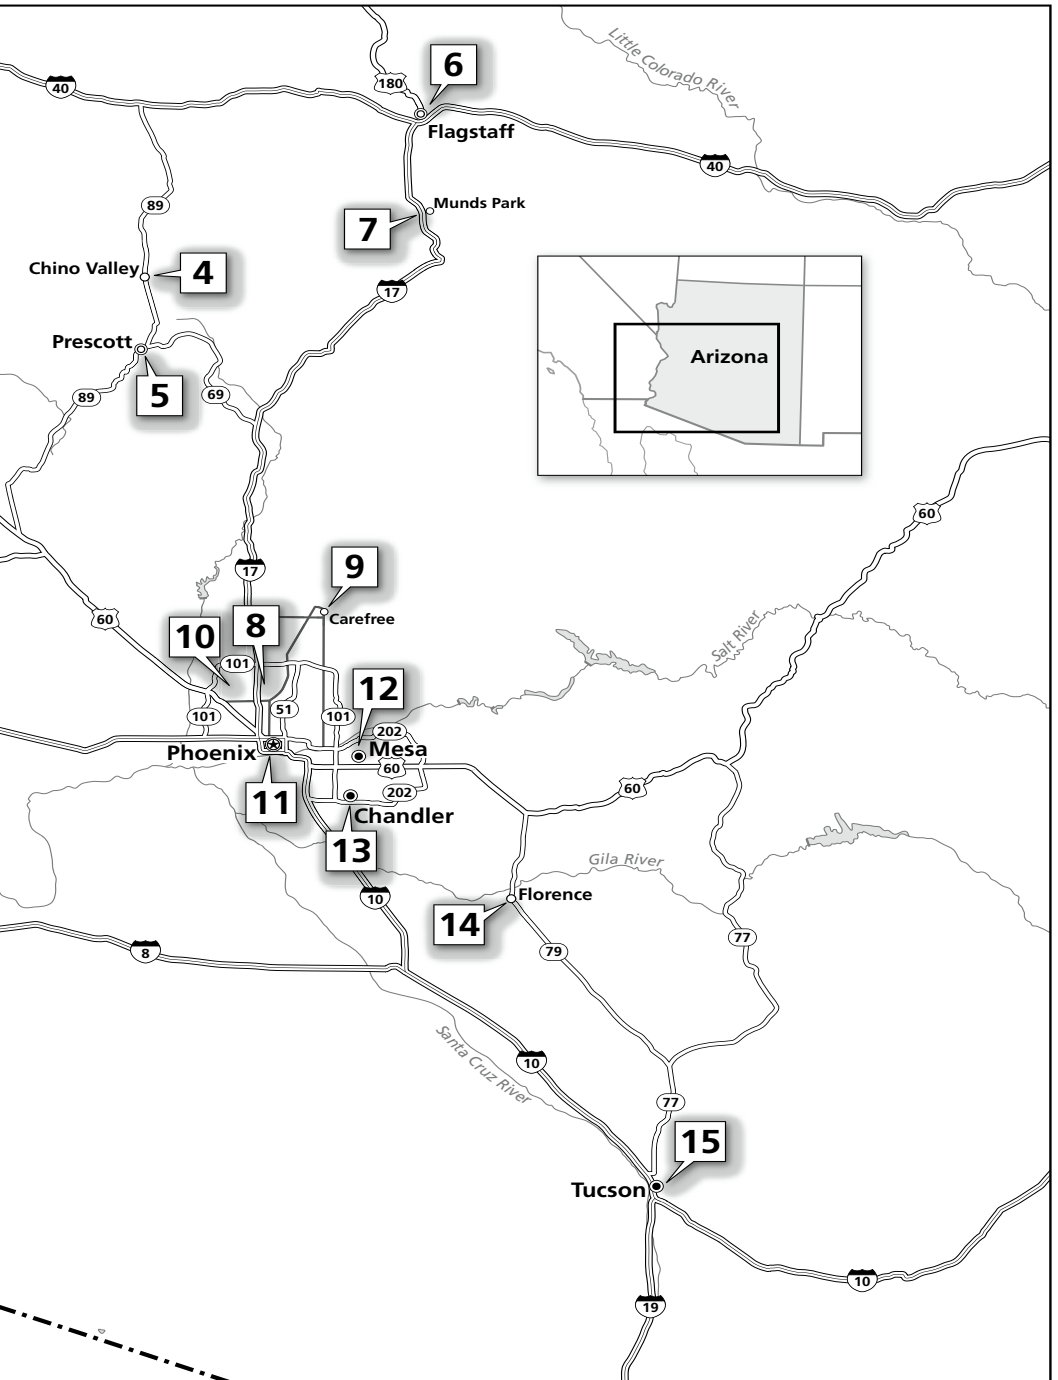 Little Colorado River
6
40
180
Flagstaff
40
89
Munds Park
7
Chino Valley
4
17
Prescott
Arizona
5
89
69
60
17
9
60
10
8
Carefree
Salt River
101
12
101
51
101
202
Phoenix
Mesa
60
202
60
11
Chandler
13
Gila River
10
Florence
14
77
8
79
Santa Cruz River
10
77
15
Tucson
10
19